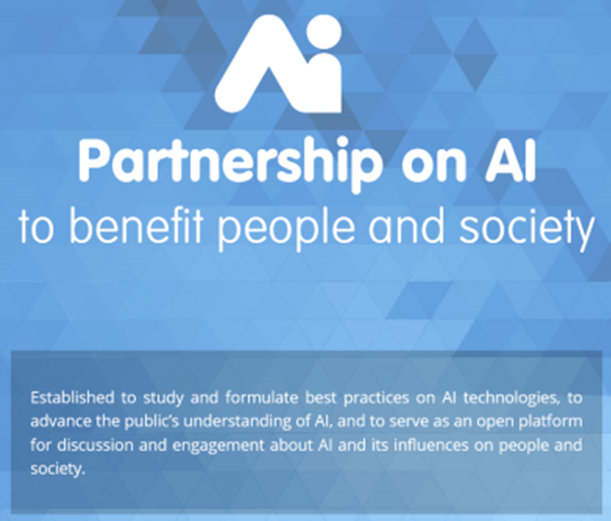 Ai
Partnership on AI
to benefit people and society
Established to study and formulate best practices on AI technologies, to
advance the public's understanding of AI, and to serve as an open platform
for discussion and engagement about AI and its influences on people and
society.